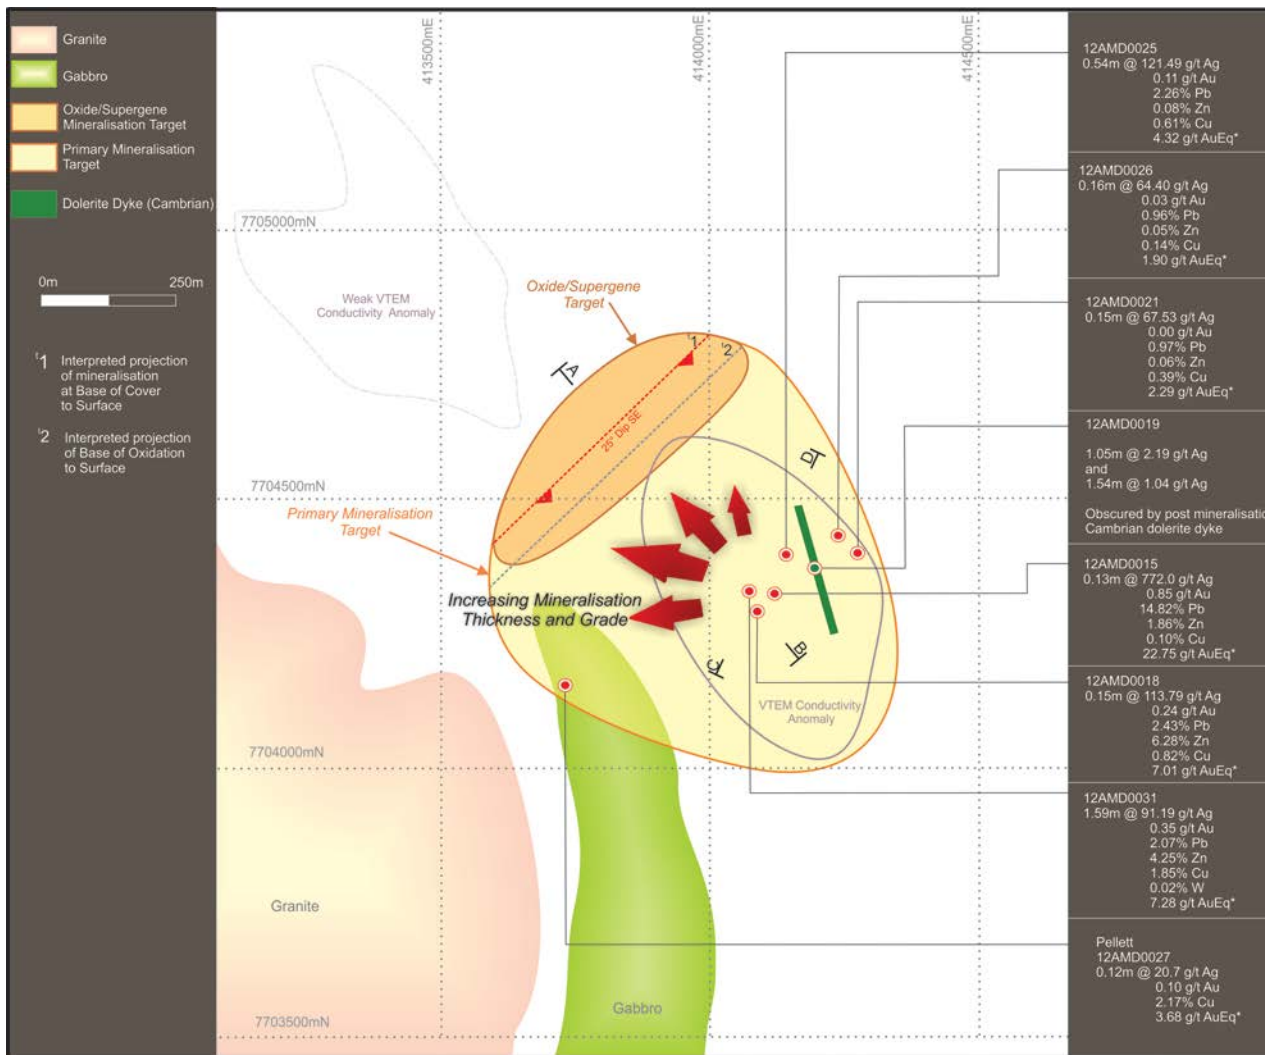 Granite
Gabbro
Oxide/Supergene
Mineralisation Target
Primary Mineralisation
Target
Dolerite Dyke (Cambrian)
0m 250m
t1 Interpreted projection
of mineralisation
at Base of Cover
to Surface
t2 Interpreted projection
of Base of Oxidation
to Surface
413500mE
414000mE
414500mE
7705000mN
7704500mN
7704000mN
7703500mN
Weak VTEM
Conductivity Anomaly
Oxide/Supergene
Target
A
t1
t2
25° Dip SE
D
Primary Mineralisation
Target
Increasing Mineralisation
Thickness and Grade
B
C
VTEM Conductivity
Anomaly
Granite
Gabbro
12AMD0025
0.54m @ 121.49 g/t Ag
0.11 g/t Au
2.26% Pb
0.08% Zn
0.61% Cu
4.32 g/t AuEq*
12AMD0026
0.16m @ 64.40 g/t Ag
0.03 g/t Au
0.96% Pb
0.05% Zn
0.14% Cu
1.90 g/t AuEq*
12AMD0021
0.15m @ 67.53 g/t Ag
0.00 g/t Au
0.97% Pb
0.06% Zn
0.39% Cu
2.29 g/t AuEq*
12AMD0019
1.05m @ 2.19 g/t Ag
and
1.54m @ 1.04 g/t Ag
Obscured by post mineralisatio
Cambrian dolerite dyke
12AMD0015
0.13m @ 772.0 g/t Ag
0.85 g/t Au
14.82% Pb
1.86% Zn
0.10% Cu
22.75 g/t AuEq*
12AMD0018
0.15m @ 113.79 g/t Ag
0.24 g/t Au
2.43% Pb
6.28% Zn
0.82% Cu
7.01 g/t AuEq*
12AMD0031
1.59m @ 91.19 g/t Ag
0.35 g/t Au
2.07% Pb
4.25% Zn
1.85% Cu
0.02% W
7.28 g/t AuEq*
Pellett
12AMD0027
0.12m @ 20.7 g/t Ag
0.10 g/t Au
2.17% Cu
3.68 g/t AuEq*